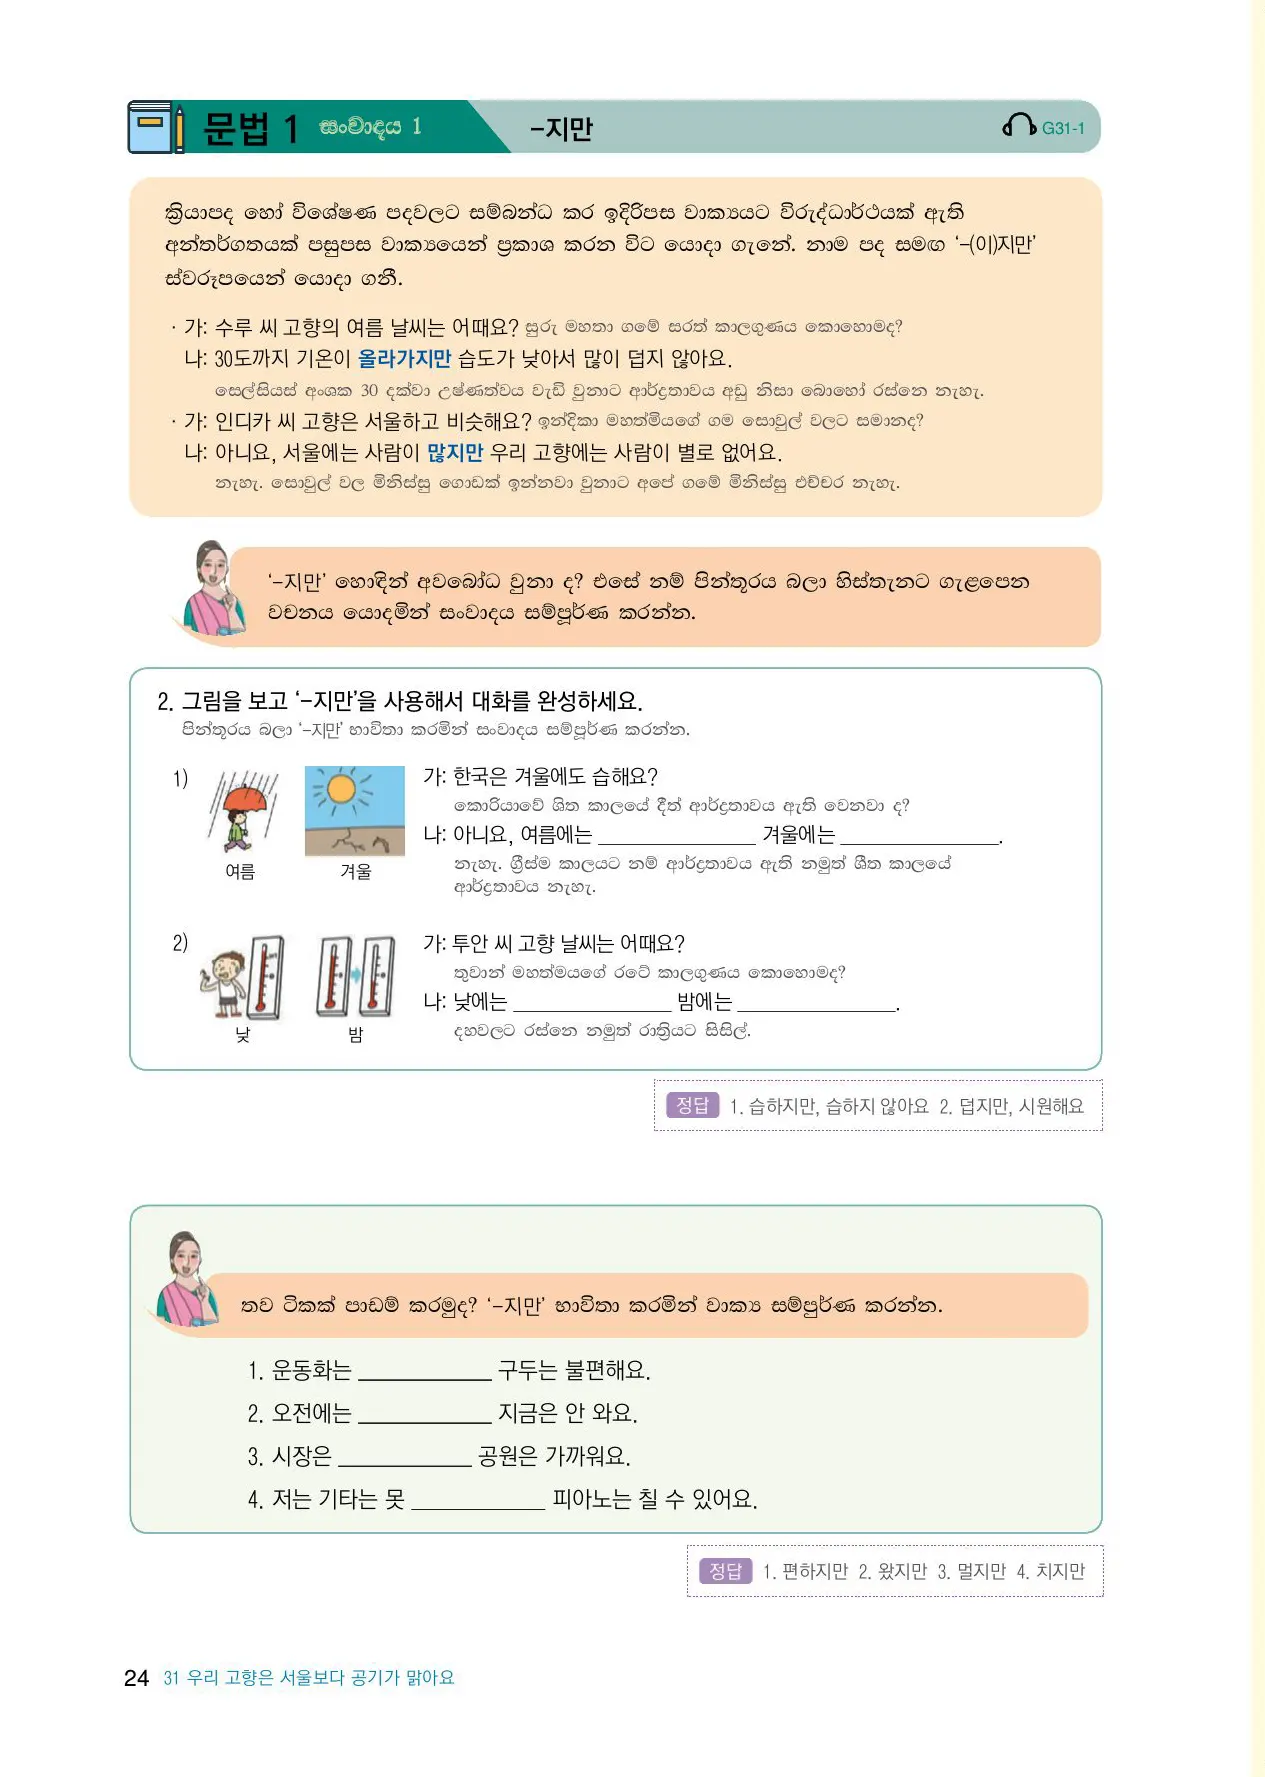 문법 1 සංවාදය 1 -지만 G31-1
ක්‍රියාපද හෝ විශේෂණ පදවලට සම්බන්ධ කර ඉදිරිපස වාක්‍යයට විරුද්ධාර්ථයක් ඇති
අන්තර්ගතයක් පසුපස වාක්‍යයෙන් ප්‍රකාශ කරන විට යොදා ගැනේ. නාම පද සමඟ ‘-(이)지만’
ස්වරූපයෙන් යොදා ගනී.
· 가: 수루 씨 고향의 여름 날씨는 어때요? සුරු මහතා ගමේ සරත් කාලගුණය කොහොමද?
나: 30도까지 기온이 올라가지만 습도가 낮아서 많이 덥지 않아요.
සෙල්සියස් අංශක 30 දක්වා උෂ්ණත්වය වැඩි වුනාට ආර්ද්‍රතාවය අඩු නිසා බොහෝ රස්නෙ නැහැ.
· 가: 인디카 씨 고향은 서울하고 비슷해요? ඉන්දිකා මහත්මියගේ ගම සොවුල් වලට සමානද?
나: 아니요, 서울에는 사람이 많지만 우리 고향에는 사람이 별로 없어요.
නැහැ. සොවුල් වල මිනිස්සු ගොඩක් ඉන්නවා වුනාට අපේ ගමේ මිනිස්සු එච්චර නැහැ.
‘-지만’ හොඳින් අවබෝධ වුනා ද? එසේ නම් පින්තූරය බලා හිස්තැනට ගැළපෙන
වචනය යොදමින් සංවාදය සම්පූර්ණ කරන්න.
2. 그림을 보고 ‘-지만’을 사용해서 대화를 완성하세요.
පින්තූරය බලා ‘-지만’ භාවිතා කරමින් සංවාදය සම්පූර්ණ කරන්න.
1) 가: 한국은 겨울에도 습해요?
කොරියාවේ ශිත කාලයේ දීත් ආර්ද්‍රතාවය ඇති වෙනවා ද?
나: 아니요, 여름에는 ______________ 겨울에는 ______________.
නැහැ. ග්‍රීස්ම කාලයට නම් ආර්ද්‍රතාවය ඇති නමුත් ශීත කාලයේ
ආර්ද්‍රතාවය නැහැ.
여름 겨울
2) 가: 투안 씨 고향 날씨는 어때요?
තුවාන් මහත්මයගේ රටේ කාලගුණය කොහොමද?
나: 낮에는 ______________ 밤에는 ______________.
දහවලට රස්නෙ නමුත් රාත්‍රියට සිසිල්.
낮 밤
정답 1. 습하지만, 습하지 않아요 2. 덥지만, 시원해요
තව ටිකක් පාඩම් කරමුද? ‘-지만’ භාවිතා කරමින් වාක්‍ය සම්පුර්ණ කරන්න.
1. 운동화는 ____________ 구두는 불편해요.
2. 오전에는 ____________ 지금은 안 와요.
3. 시장은 ____________ 공원은 가까워요.
4. 저는 기타는 못 ____________ 피아노는 칠 수 있어요.
정답 1. 편하지만 2. 왔지만 3. 멀지만 4. 치지만
24 31 우리 고향은 서울보다 공기가 맑아요